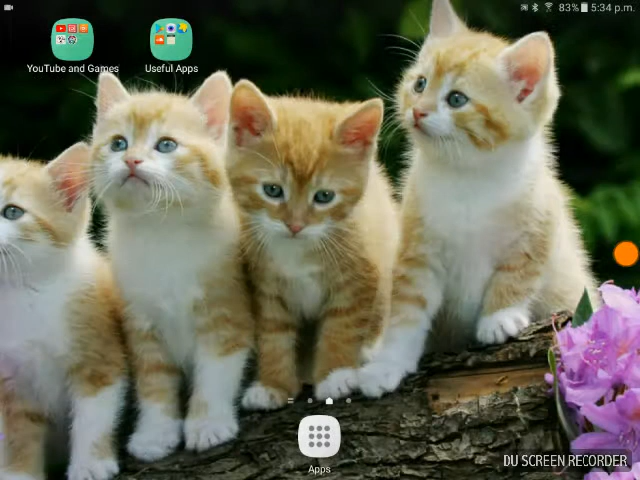 83% 5:34 p.m.
YouTube and Games Useful Apps
Apps
DU SCREEN RECORDER